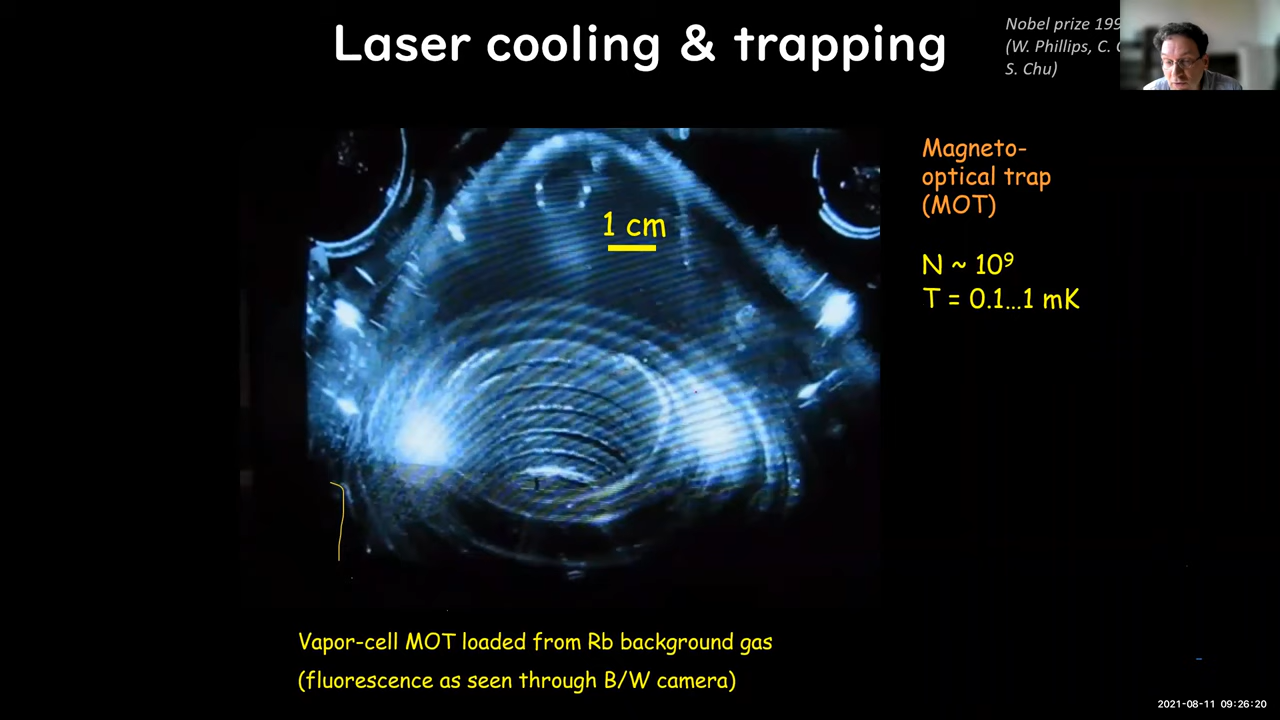 Laser cooling & trapping
Nobel prize 199
(W. Phillips, C.
S. Chu)
Magneto-
optical trap
(MOT)
1 cm
N ~ 10⁹
T = 0.1...1 mK
Vapor-cell MOT loaded from Rb background gas
(fluorescence as seen through B/W camera)
2021-08-11 09:26:20